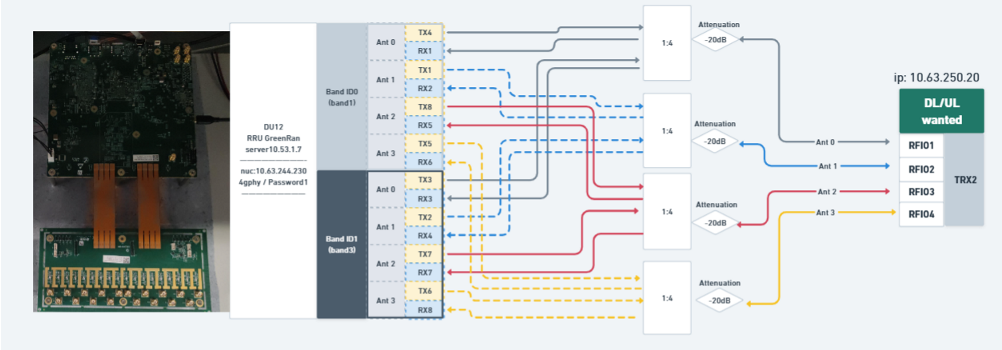 DU12
RRU GreenRan
server10.53.1.7
nuc:10.63.244.230
4gphy / Password1
Band ID0
(band1)
Ant 0
TX4
RX1
Ant 1
TX1
RX2
Ant 2
TX8
RX5
Ant 3
TX5
RX6
Band ID1
(band3)
Ant 0
TX3
RX3
Ant 1
TX2
RX4
Ant 2
TX7
RX7
Ant 3
TX6
RX8
1:4
Attenuation
-20dB
1:4
Attenuation
-20dB
1:4
Attenuation
-20dB
1:4
Attenuation
-20dB
Ant 0
Ant 1
Ant 2
Ant 3
ip: 10.63.250.20
DL/UL
wanted
RFIO1
RFIO2
RFIO3
RFIO4
TRX2